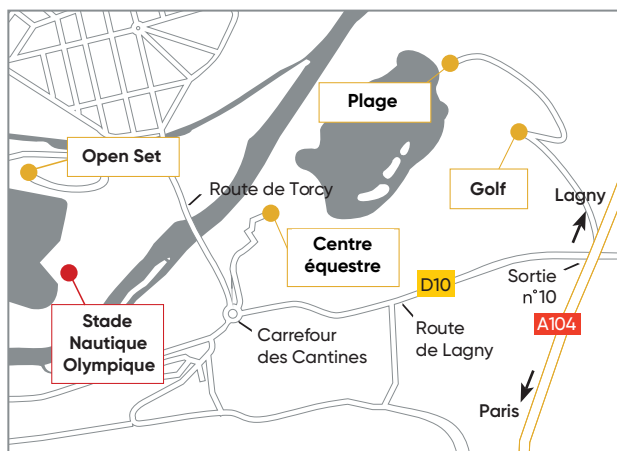 Plage
Open Set
Golf
Route de Torcy
Lagny
Centre
équestre
D10
Sortie
n°10
A104
Stade
Nautique
Olympique
Carrefour
des Cantines
Route
de Lagny
Paris